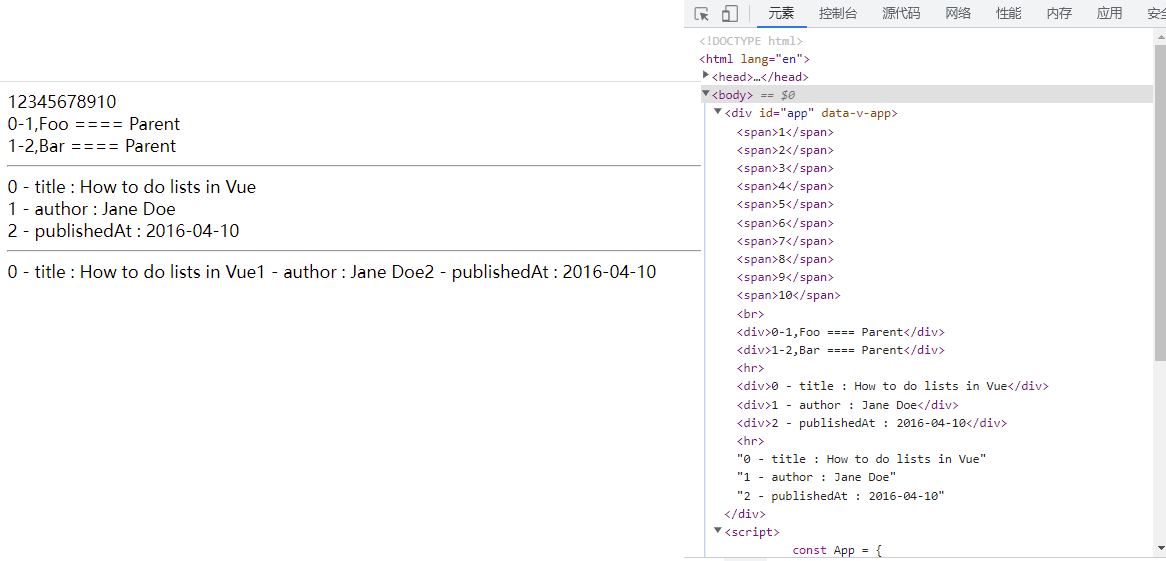 12345678910
0-1,Foo ==== Parent
1-2,Bar ==== Parent
0 - title : How to do lists in Vue
1 - author : Jane Doe
2 - publishedAt : 2016-04-10
0 - title : How to do lists in Vue1 - author : Jane Doe2 - publishedAt : 2016-04-10
元素 控制台 源代码 网络 性能 内存 应用
<!DOCTYPE html>
<html lang="en">
<head>…</head>
<body> == $0
<div id="app" data-v-app>
<span>1</span>
<span>2</span>
<span>3</span>
<span>4</span>
<span>5</span>
<span>6</span>
<span>7</span>
<span>8</span>
<span>9</span>
<span>10</span>
<br>
<div>0-1,Foo ==== Parent</div>
<div>1-2,Bar ==== Parent</div>
<hr>
<div>0 - title : How to do lists in Vue</div>
<div>1 - author : Jane Doe</div>
<div>2 - publishedAt : 2016-04-10</div>
<hr>
"0 - title : How to do lists in Vue"
"1 - author : Jane Doe"
"2 - publishedAt : 2016-04-10"
</div>
<script>
const App = {